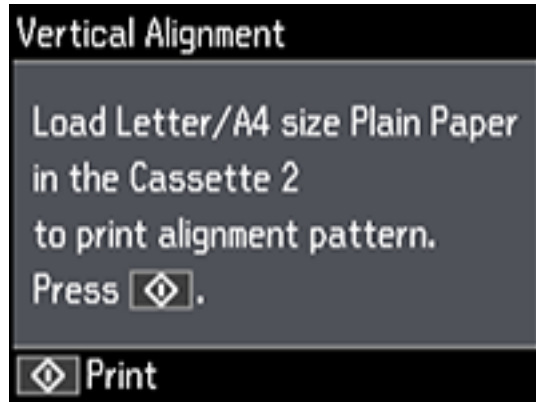 Vertical Alignment
Load Letter/A4 size Plain Paper
in the Cassette 2
to print alignment pattern.
Press .
Print